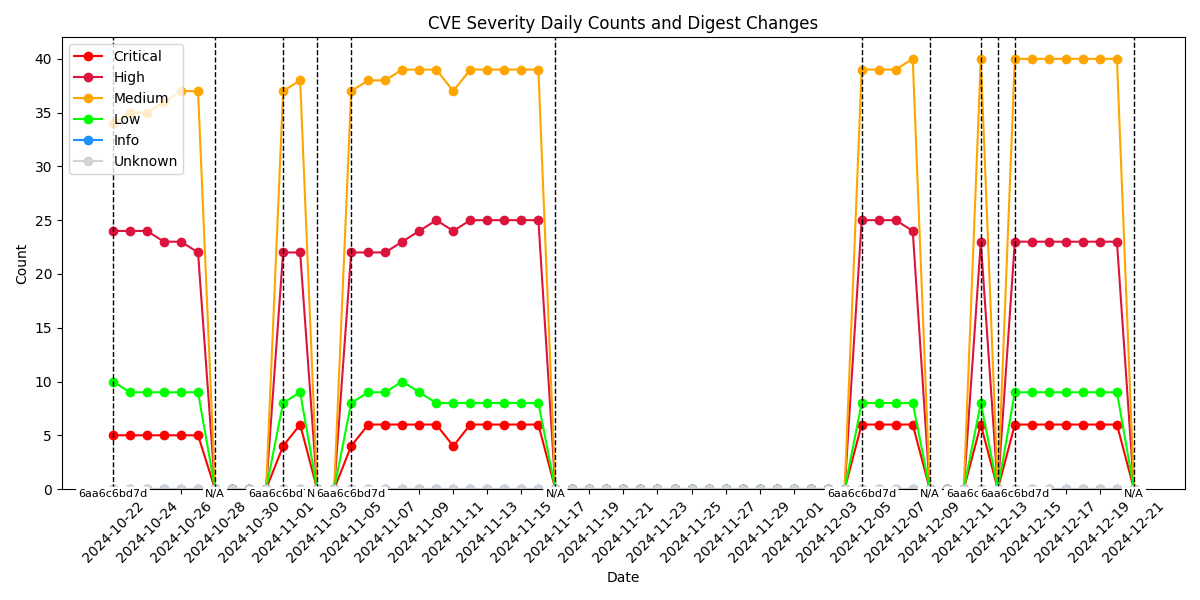 CVE Severity Daily Counts and Digest Changes
Critical
High
Medium
Low
Info
Unknown
Count
40
35
30
25
20
15
10
5
0
6aa6c6bd7d
N/A
6aa6c6bd
N
6aa6c6bd7d
N/A
6aa6c6bd7d
N/A
6aa6c
6aa6c6bd7d
N/A
2024-10-22
2024-10-24
2024-10-26
2024-10-28
2024-10-30
2024-11-01
2024-11-03
2024-11-05
2024-11-07
2024-11-09
2024-11-11
2024-11-13
2024-11-15
2024-11-17
2024-11-19
2024-11-21
2024-11-23
2024-11-25
2024-11-27
2024-11-29
2024-12-01
2024-12-03
2024-12-05
2024-12-07
2024-12-09
2024-12-11
2024-12-13
2024-12-15
2024-12-17
2024-12-19
2024-12-21
Date